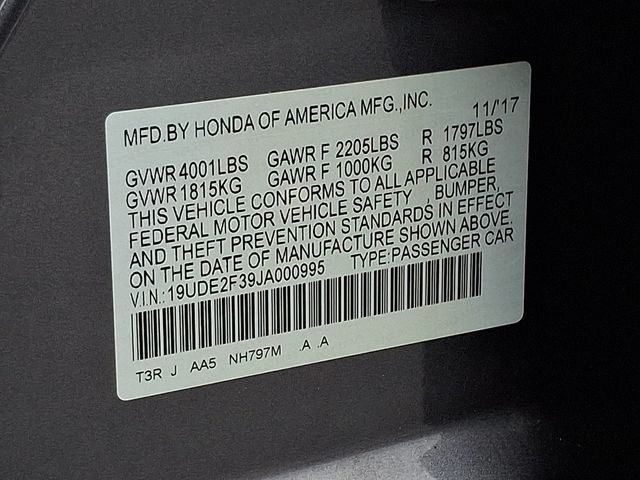 MFD.BY HONDA OF AMERICA MFG.,INC. 11/'17
GVWR 4001LBS GAWR F 2205LBS R 1797LBS
GVWR 1815KG GAWR F 1000KG R 815KG
THIS VEHICLE CONFORMS TO ALL APPLICABLE
FEDERAL MOTOR VEHICLE SAFETY , BUMPER,
AND THEFT PREVENTION STANDARDS IN EFFECT
ON THE DATE OF MANUFACTURE SHOWN ABOVE.
V.I.N.:19UDE2F39JA000995 TYPE:PASSENGER CAR
T3R J AA5 NH797M .A .A